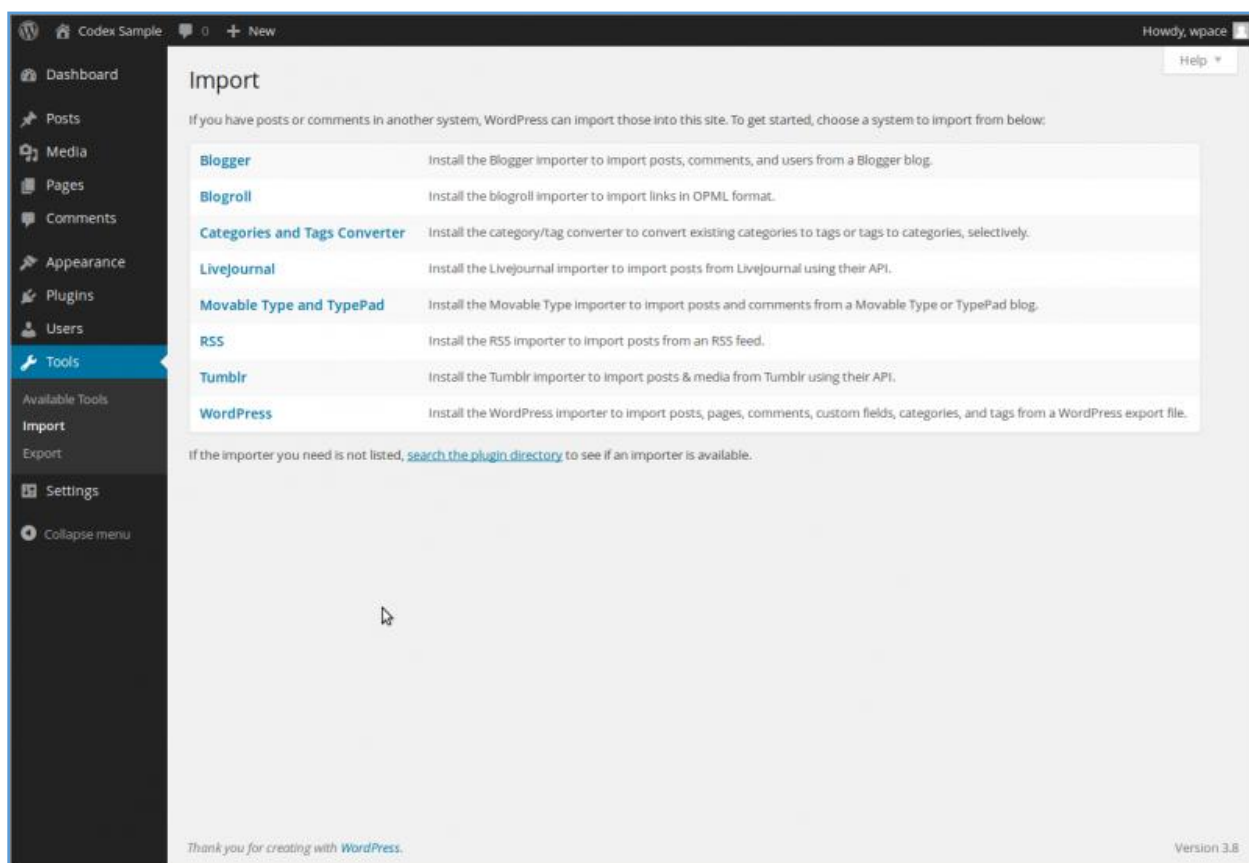 Codex Sample 0 + New Howdy, wpace
Help
Dashboard
Posts
Media
Pages
Comments
Appearance
Plugins
Users
Tools
Available Tools
Import
Export
Settings
Collapse menu
Import
If you have posts or comments in another system, WordPress can import those into this site. To get started, choose a system to import from below:
Blogger Install the Blogger importer to import posts, comments, and users from a Blogger blog.
Blogroll Install the blogroll importer to import links in OPML format.
Categories and Tags Converter Install the category/tag converter to convert existing categories to tags or tags to categories, selectively.
LiveJournal Install the LiveJournal importer to import posts from LiveJournal using their API.
Movable Type and TypePad Install the Movable Type importer to import posts and comments from a Movable Type or TypePad blog.
RSS Install the RSS importer to import posts from an RSS feed.
Tumblr Install the Tumblr importer to import posts & media from Tumblr using their API.
WordPress Install the WordPress importer to import posts, pages, comments, custom fields, categories, and tags from a WordPress export file.
If the importer you need is not listed, search the plugin directory to see if an importer is available.
Thank you for creating with WordPress. Version 3.8